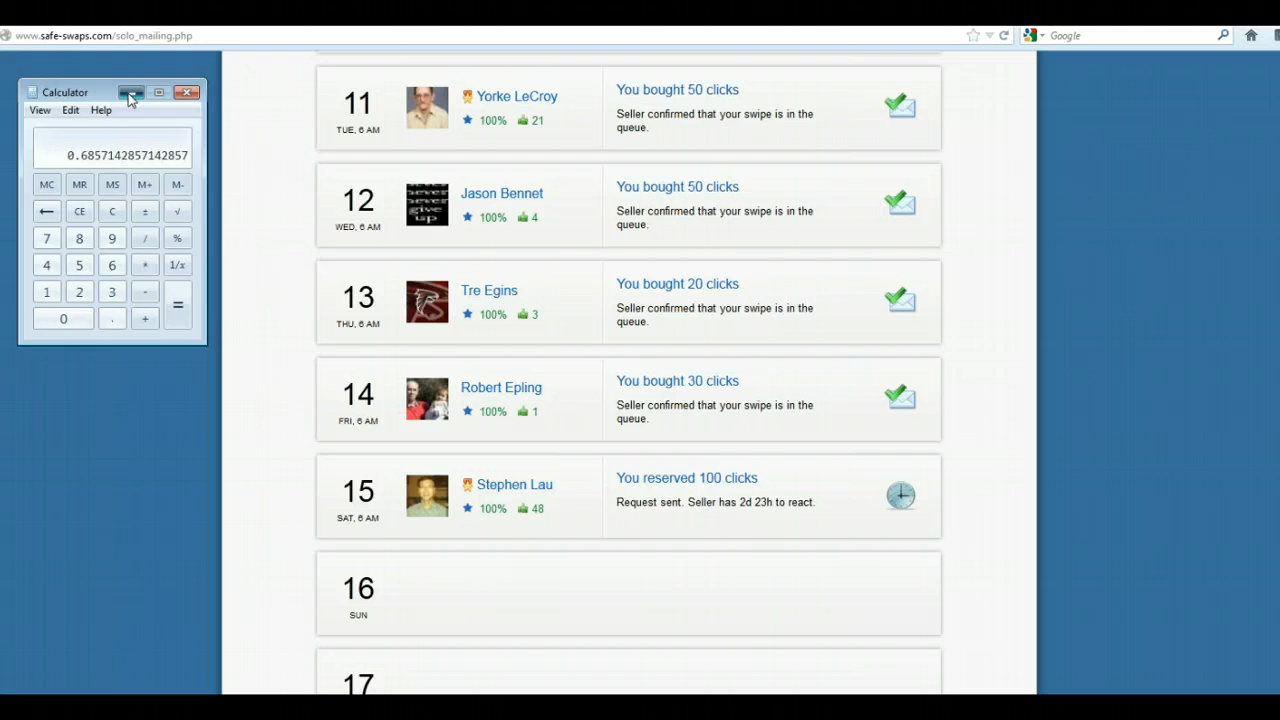 www.safe-swaps.com/solo_mailing.php
Google
Calculator
View Edit Help
0.6857142857142857
MC MR MS M+ M-
← CE C ± √
7 8 9 / %
4 5 6 * 1/x
1 2 3 - =
0 . +
11
TUE, 6 AM
Yorke LeCroy
100% 21
You bought 50 clicks
Seller confirmed that your swipe is in the
queue.
12
WED, 6 AM
never
never
give
up
Jason Bennet
100% 4
You bought 50 clicks
Seller confirmed that your swipe is in the
queue.
13
THU, 6 AM
Tre Egins
100% 3
You bought 20 clicks
Seller confirmed that your swipe is in the
queue.
14
FRI, 6 AM
Robert Epling
100% 1
You bought 30 clicks
Seller confirmed that your swipe is in the
queue.
15
SAT, 6 AM
Stephen Lau
100% 48
You reserved 100 clicks
Request sent. Seller has 2d 23h to react.
16
SUN
17